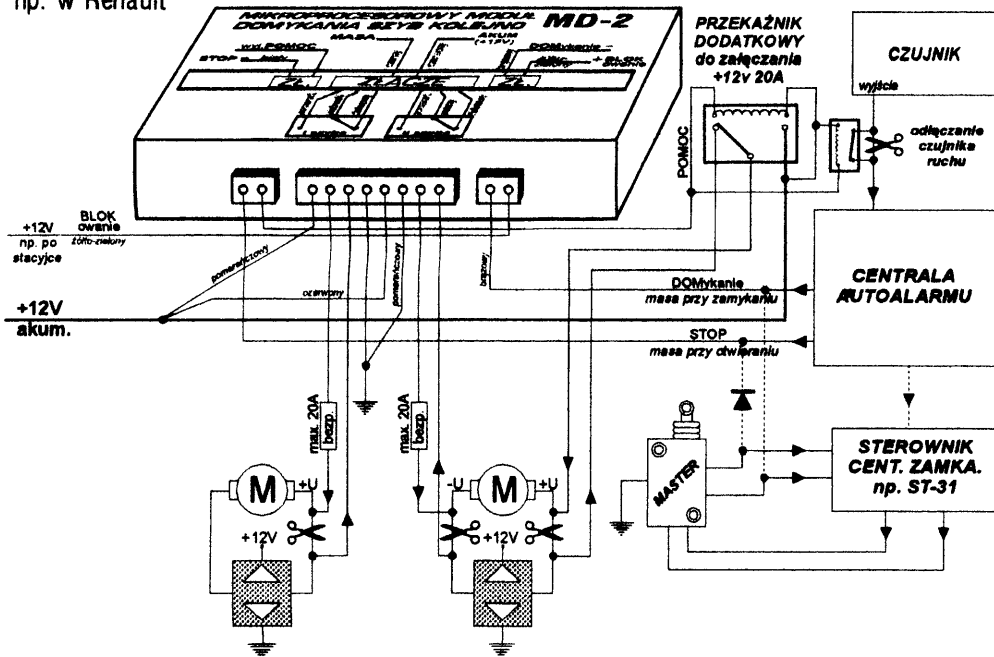 np. w Renault
MIKROPROCESOROWY MODUŁ
DOMYKANIA SZYB KOLEJNO
MD-2
MASA
AKUM
(+12V)
wyj. POMOC
STOP
DOMykanie
ZŁ.
ZŁĄCZE
ZŁ.
PRZEKAŹNIK
DODATKOWY
do załączania
+12v 20A
CZUJNIK
wyjście
odłączanie
czujnika
ruchu
POMOC
+12V
np. po
stacyjce
BLOK
owanie
żółto-zielony
pomarańczowy
czerwony
pomarańczowy
brązowy
+12V
akum.
DOMykanie
masa przy zamykaniu
STOP
masa przy otwieraniu
CENTRALA
AUTOALARMU
max. 20A
bezp.
max. 20A
bezp.
M
+U
+12V
-U
M
+U
+12V
MASTER
STEROWNIK
CENT. ZAMKA.
np. ST-31